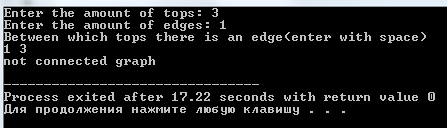 Enter the amount of tops: 3
Enter the amount of edges: 1
Between which tops there is an edge(enter with space)
1 3
not connected graph
--------------------------------
Process exited after 17.22 seconds with return value 0
Для продолжения нажмите любую клавишу . . .